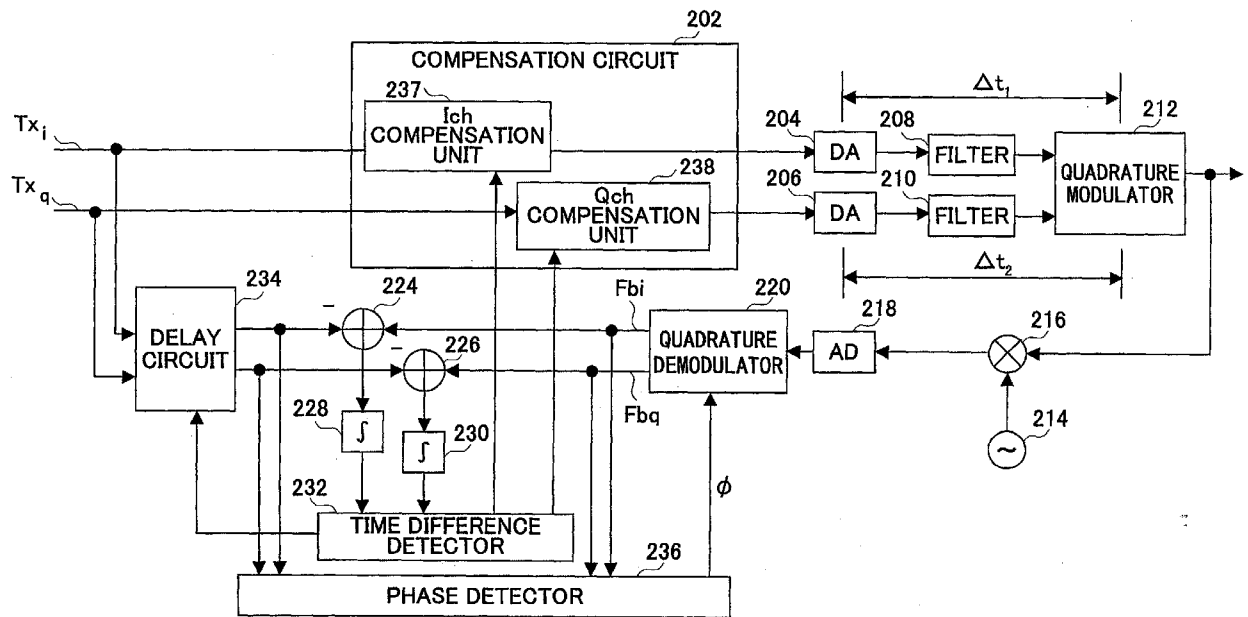 202
COMPENSATION CIRCUIT
237
Ich
COMPENSATION
UNIT
238
Qch
COMPENSATION
UNIT
Txi
Txq
Δt1
204
208
212
DA
FILTER
206
210
DA
FILTER
QUADRATURE
MODULATOR
Δt2
234
DELAY
CIRCUIT
−
224
−
226
Fbi
Fbq
220
QUADRATURE
DEMODULATOR
218
AD
216
214
~
228
∫
230
∫
232
TIME DIFFERENCE
DETECTOR
φ
236
PHASE DETECTOR